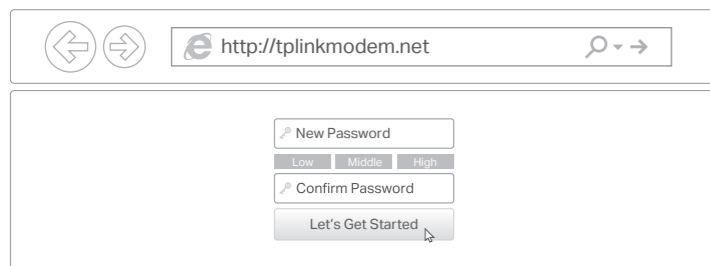 http://tplinkmodem.net
New Password
Low Middle High
Confirm Password
Let's Get Started